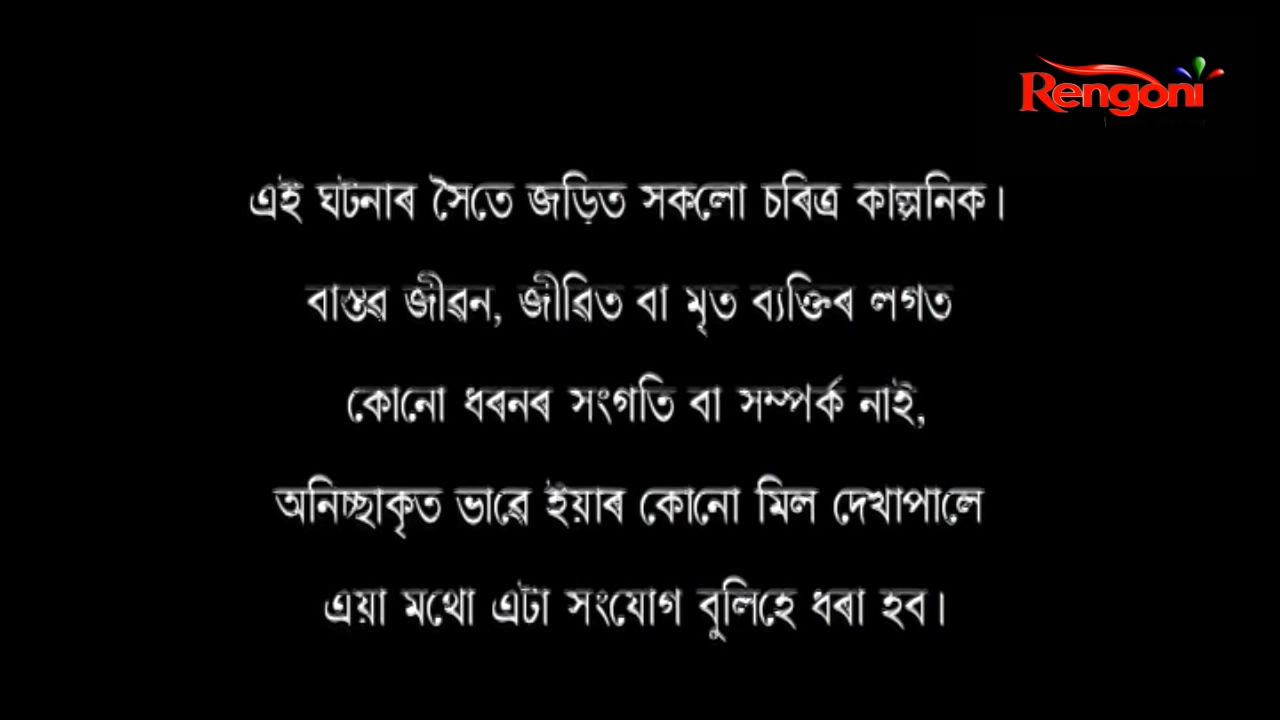 Rengoni
এই ঘটনাৰ সৈতে জড়িত সকলো চৰিত্ৰ কাল্পনিক।
বাস্তৱ জীৱন, জীৱিত বা মৃত ব্যক্তিৰ লগত
কোনো ধৰনৰ সংগতি বা সম্পৰ্ক নাই,
অনিচ্ছাকৃত ভাৱে ইয়াৰ কোনো মিল দেখাপালে
এয়া মথো এটা সংযোগ বুলিহে ধৰা হব।